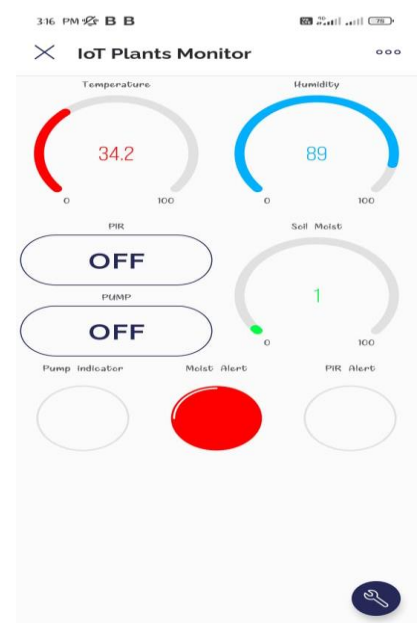 3:16 PM B B
IoT Plants Monitor
Temperature Humidity
34.2 89
0 100 0 100
PIR Soil Moist
OFF
1
PUMP
OFF
0 100
Pump Indicator Moist Alert PIR Alert